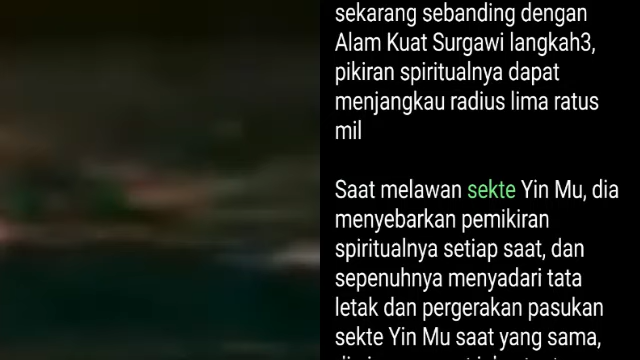 sekarang sebanding dengan
Alam Kuat Surgawi langkah3,
pikiran spiritualnya dapat
menjangkau radius lima ratus
mil
Saat melawan sekte Yin Mu, dia
menyebarkan pemikiran
spiritualnya setiap saat, dan
sepenuhnya menyadari tata
letak dan pergerakan pasukan
sekte Yin Mu saat yang sama,